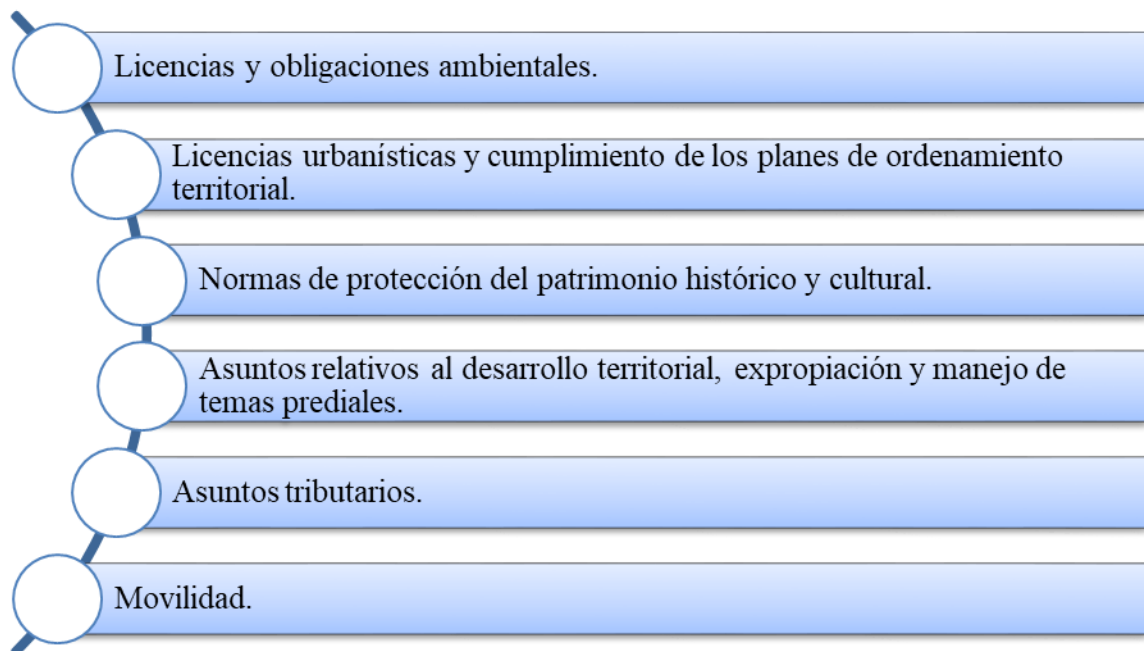 Licencias y obligaciones ambientales.
Licencias urbanísticas y cumplimiento de los planes de ordenamiento
territorial.
Normas de protección del patrimonio histórico y cultural.
Asuntos relativos al desarrollo territorial, expropiación y manejo de
temas prediales.
Asuntos tributarios.
Movilidad.